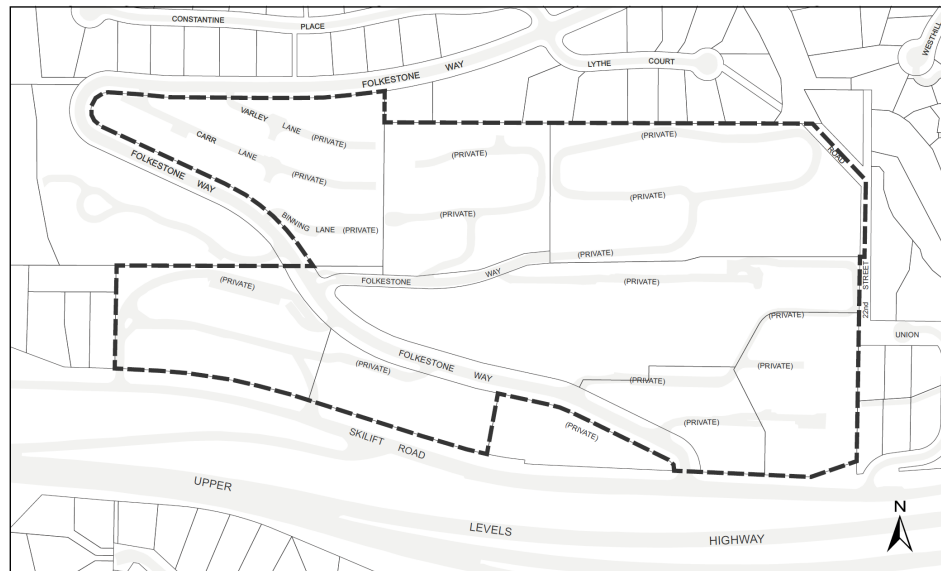 CONSTANTINE PLACE
WESTHILL
FOLKESTONE WAY
LYTHE COURT
VARLEY LANE (PRIVATE)
CARR LANE (PRIVATE)
(PRIVATE)
(PRIVATE)
ROAD
FOLKESTONE WAY
(PRIVATE)
(PRIVATE)
BINNING LANE (PRIVATE)
(PRIVATE)
FOLKESTONE WAY
(PRIVATE)
(PRIVATE)
22nd STREET
(PRIVATE)
UNION
FOLKESTONE WAY
(PRIVATE)
(PRIVATE)
(PRIVATE)
(PRIVATE)
(PRIVATE)
SKILIFT ROAD
UPPER LEVELS HIGHWAY
N